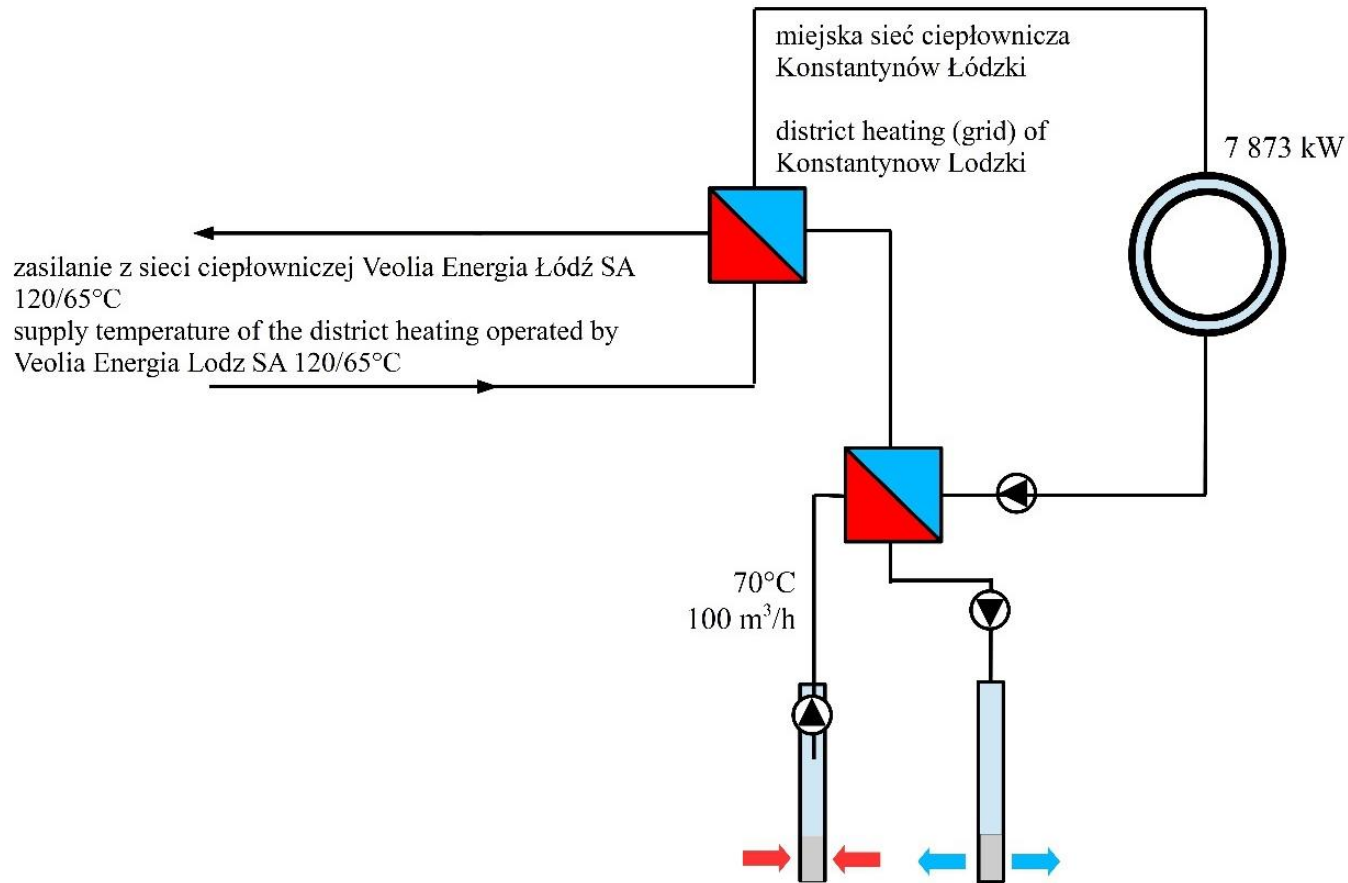 miejska sieć ciepłownicza
Konstantynów Łódzki
district heating (grid) of
Konstantynow Lodzki
7 873 kW
zasilanie z sieci ciepłowniczej Veolia Energia Łódź SA
120/65°C
supply temperature of the district heating operated by
Veolia Energia Lodz SA 120/65°C
70°C
100 m³/h